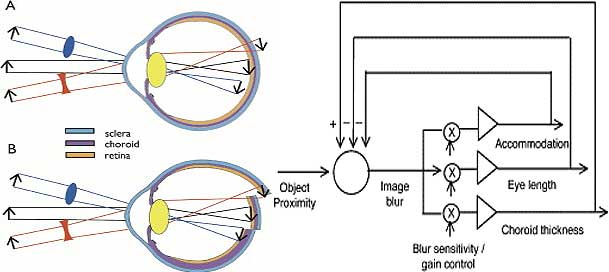 A
sclera
choroid
retina
B
+ - -
Object
Proximity
Image
blur
X
X
X
Accommodation
Eye length
Choroid thickness
Blur sensitivity /
gain control